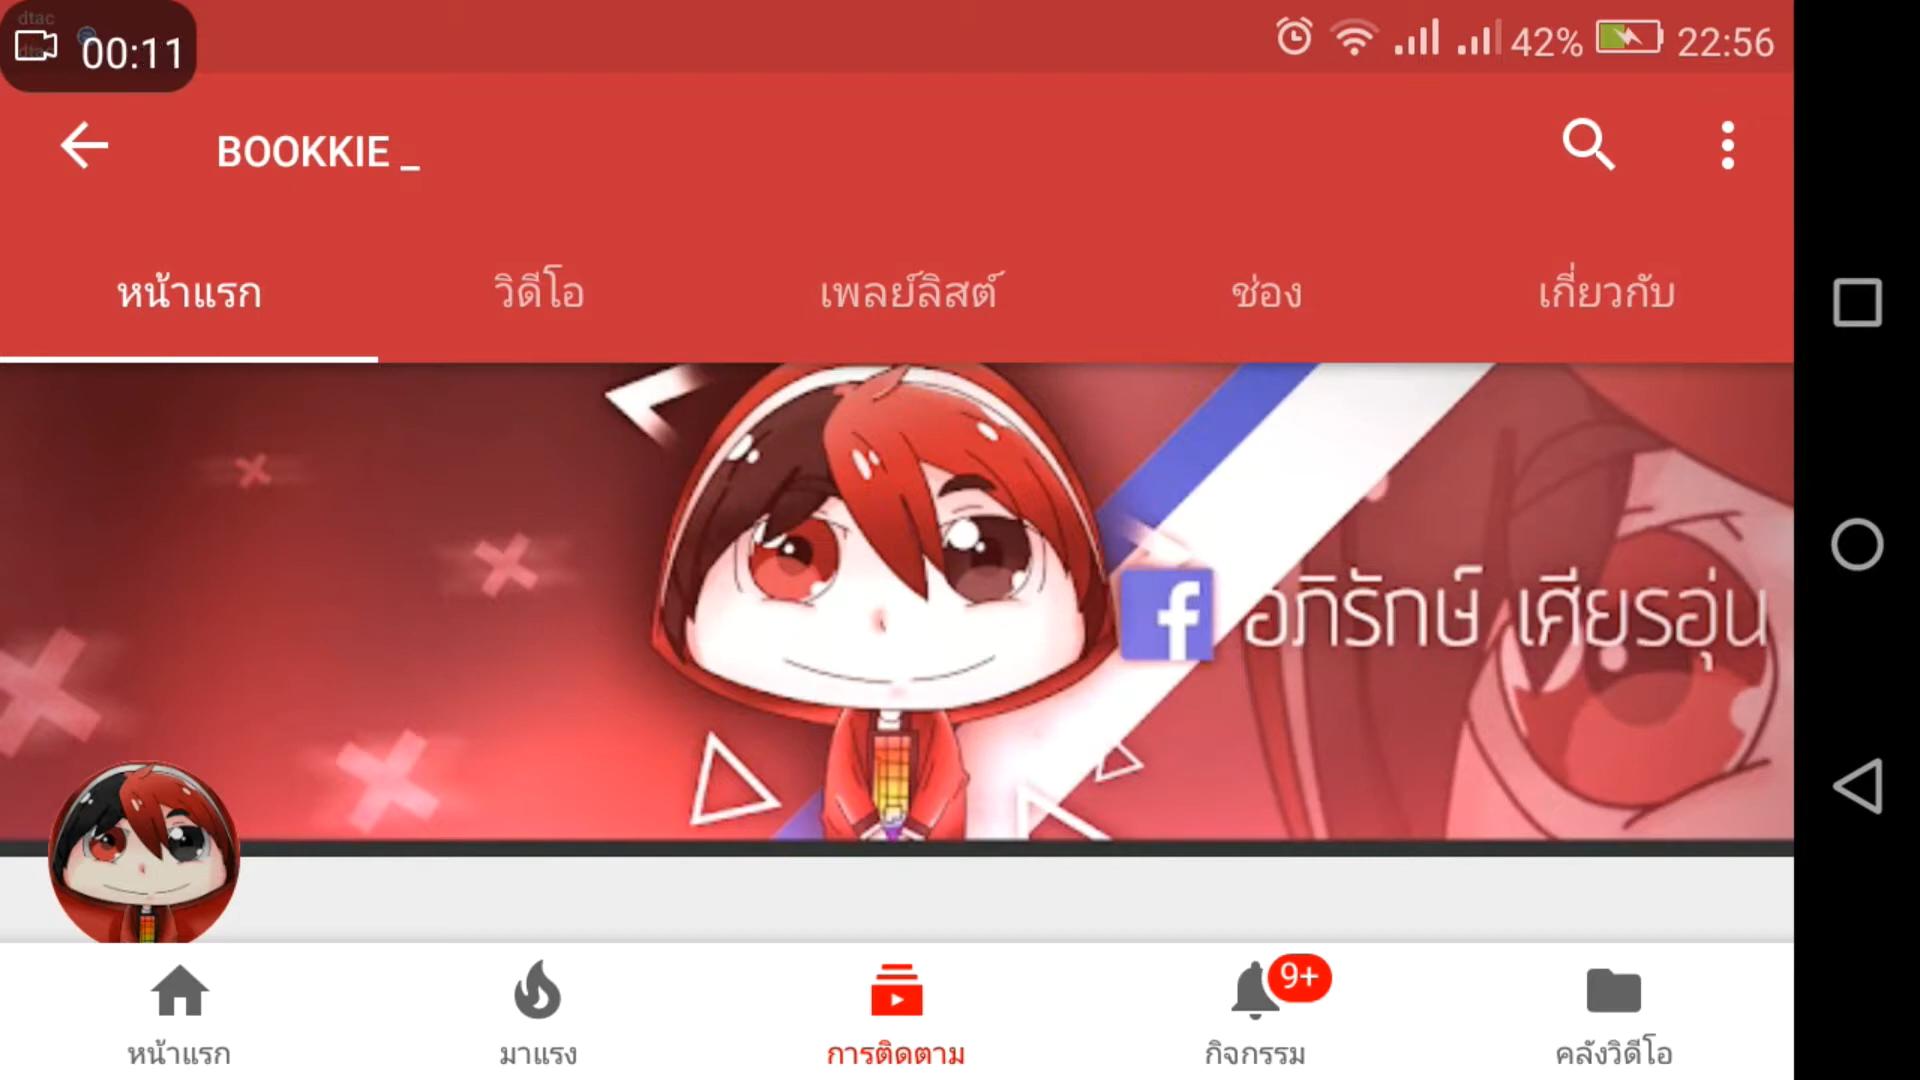 dtac
00:11
42%
22:56
BOOKKIE _
หน้าแรก
วิดีโอ
เพลย์ลิสต์
ช่อง
เกี่ยวกับ
f อภิรักษ์ เศียรอุ่น
หน้าแรก
มาแรง
การติดตาม
9+
กิจกรรม
คลังวิดีโอ